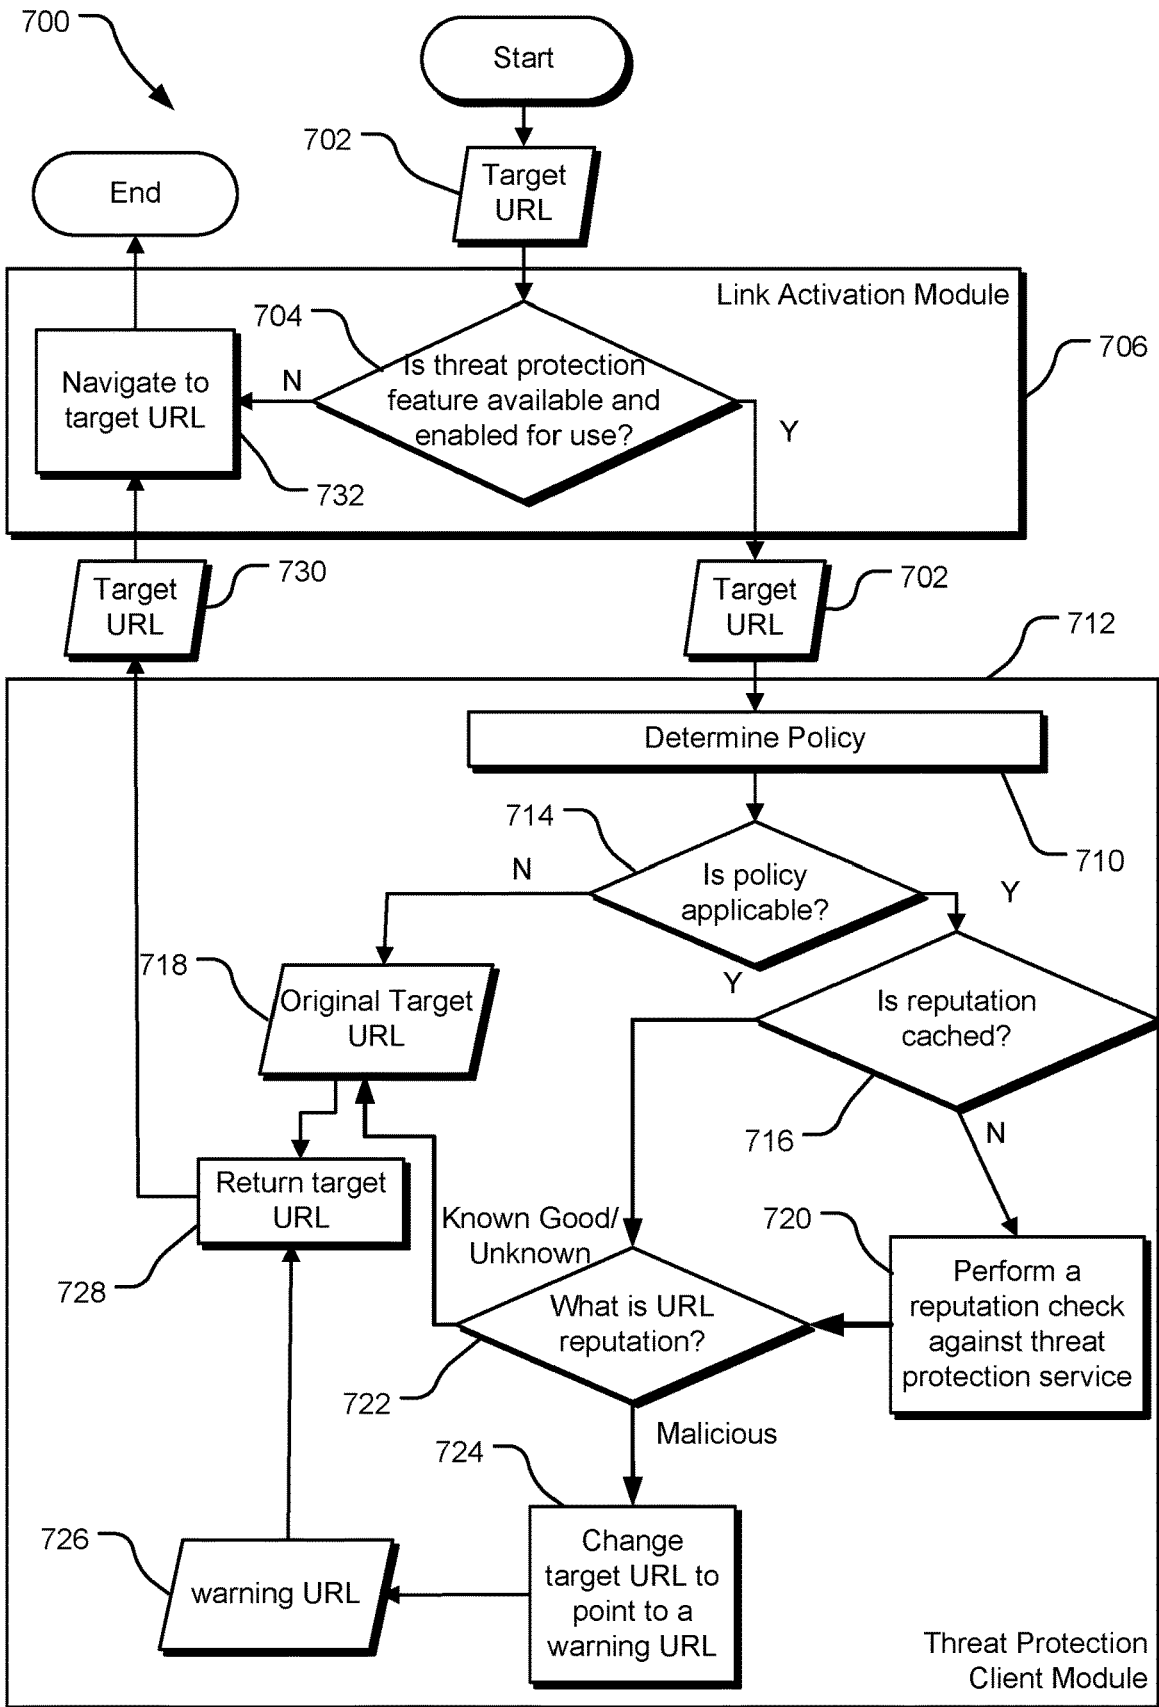 700
Start
702
Target
URL
End
Link Activation Module
704
706
Is threat protection
feature available and
enabled for use?
N
Y
Navigate to
target URL
732
Target
URL
730
Target
URL
702
712
Determine Policy
710
714
Is policy
applicable?
N
Y
718
Original Target
URL
Y
Is reputation
cached?
716
N
Return target
URL
728
Known Good/
Unknown
720
Perform a
reputation check
against threat
protection service
What is URL
reputation?
722
Malicious
724
Change
target URL to
point to a
warning URL
726
warning URL
Threat Protection
Client Module